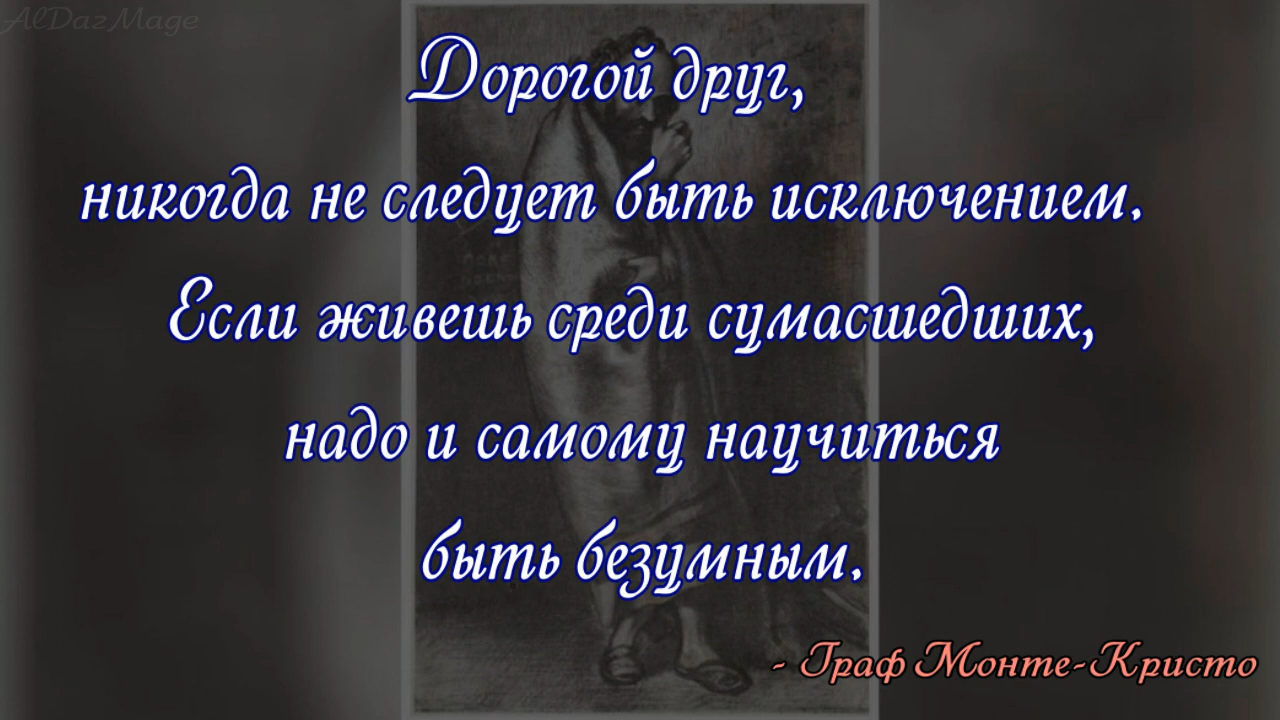 AlDazMage
Дорогой друг,
никогда не следует быть исключением.
Если живешь среди сумасшедших,
надо и самому научиться
быть безумным.
- Граф Монте-Кристо